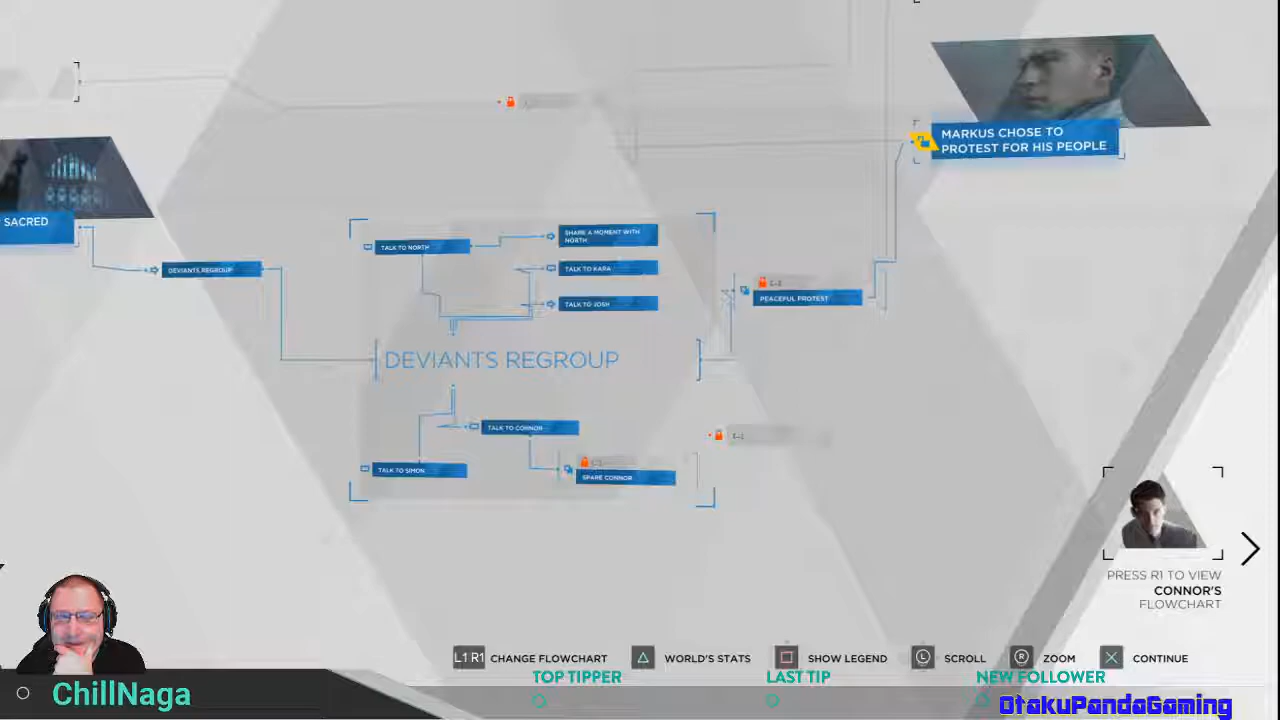 MARKUS CHOSE TO
PROTEST FOR HIS PEOPLE
SACRED
DEVIANTS REGROUP
TALK TO NORTH
SHARE A MOMENT WITH
NORTH
TALK TO KARA
TALK TO JOSH
PEACEFUL PROTEST
DEVIANTS REGROUP
TALK TO CONNOR
TALK TO SIMON
SPARE CONNOR
PRESS R1 TO VIEW
CONNOR'S
FLOWCHART
L1 R1 CHANGE FLOWCHART
WORLD'S STATS
SHOW LEGEND
L SCROLL
R ZOOM
CONTINUE
TOP TIPPER
LAST TIP
NEW FOLLOWER
ChillNaga
OtakuPandaGaming